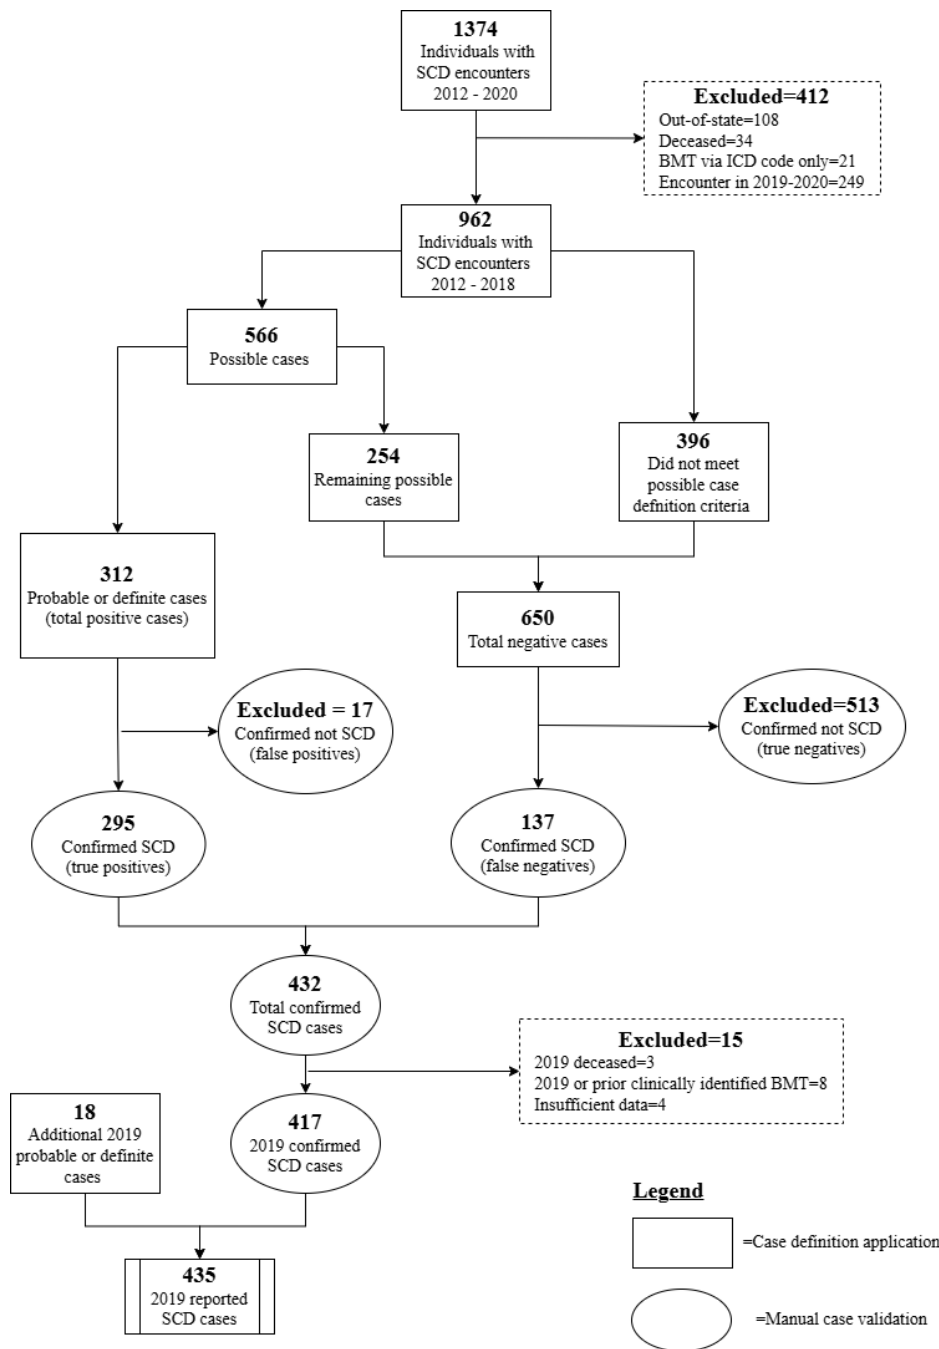 1374
Individuals with
SCD encounters
2012 - 2020
Excluded=412
Out-of-state=108
Deceased=34
BMT via ICD code only=21
Encounter in 2019-2020=249
962
Individuals with
SCD encounters
2012 - 2018
566
Possible cases
254
Remaining possible
cases
396
Did not meet
possible case
defnition criteria
312
Probable or definite cases
(total positive cases)
650
Total negative cases
Excluded = 17
Confirmed not SCD
(false positives)
Excluded=513
Confirmed not SCD
(true negatives)
295
Confirmed SCD
(true positives)
137
Confirmed SCD
(false negatives)
432
Total confirmed
SCD cases
Excluded=15
2019 deceased=3
2019 or prior clinically identified BMT=8
Insufficient data=4
18
Additional 2019
probable or definite
cases
417
2019 confirmed
SCD cases
435
2019 reported
SCD cases
Legend
=Case definition application
=Manual case validation